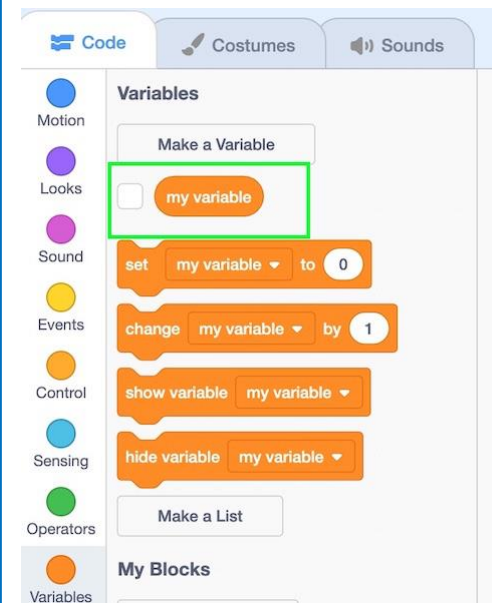 Code
Costumes
Sounds
Motion
Looks
Sound
Events
Control
Sensing
Operators
Variables
Variables
Make a Variable
my variable
set my variable to 0
change my variable by 1
show variable my variable
hide variable my variable
Make a List
My Blocks